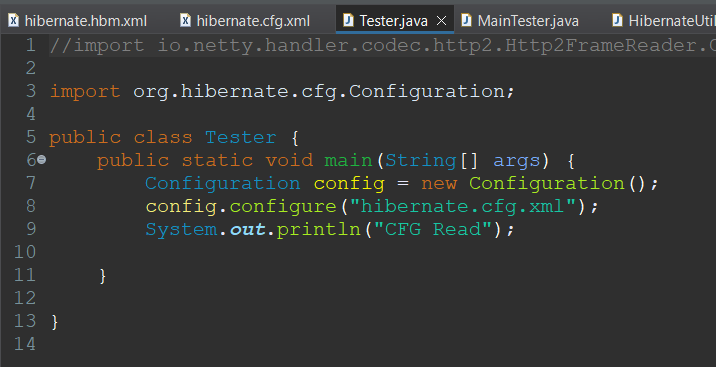 hibernate.hbm.xml hibernate.cfg.xml Tester.java MainTester.java HibernateUtil
1 //import io.netty.handler.codec.http2.Http2FrameReader.
2
3 import org.hibernate.cfg.Configuration;
4
5 public class Tester {
6 public static void main(String[] args) {
7 Configuration config = new Configuration();
8 config.configure("hibernate.cfg.xml");
9 System.out.println("CFG Read");
10
11 }
12
13 }
14